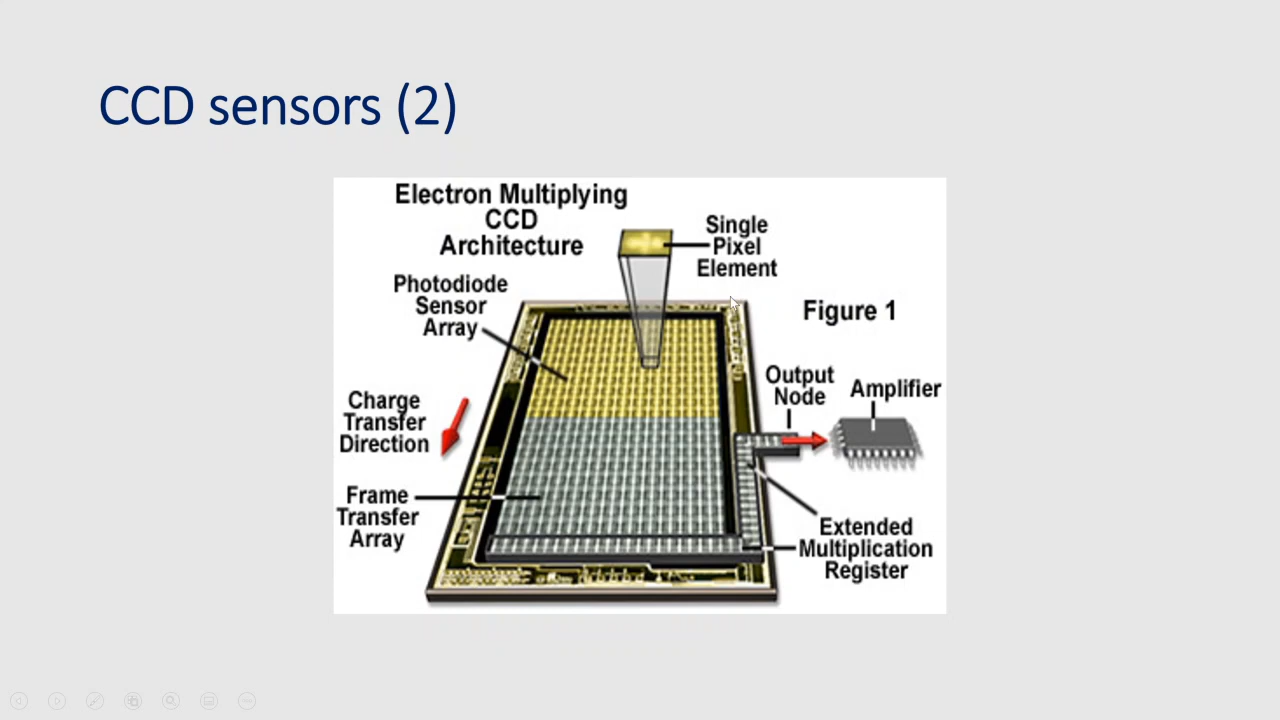 CCD sensors (2)
Electron Multiplying
CCD
Architecture
Single
Pixel
Element
Photodiode
Sensor
Array
Figure 1
Output
Node
Amplifier
Charge
Transfer
Direction
Frame
Transfer
Array
Extended
Multiplication
Register